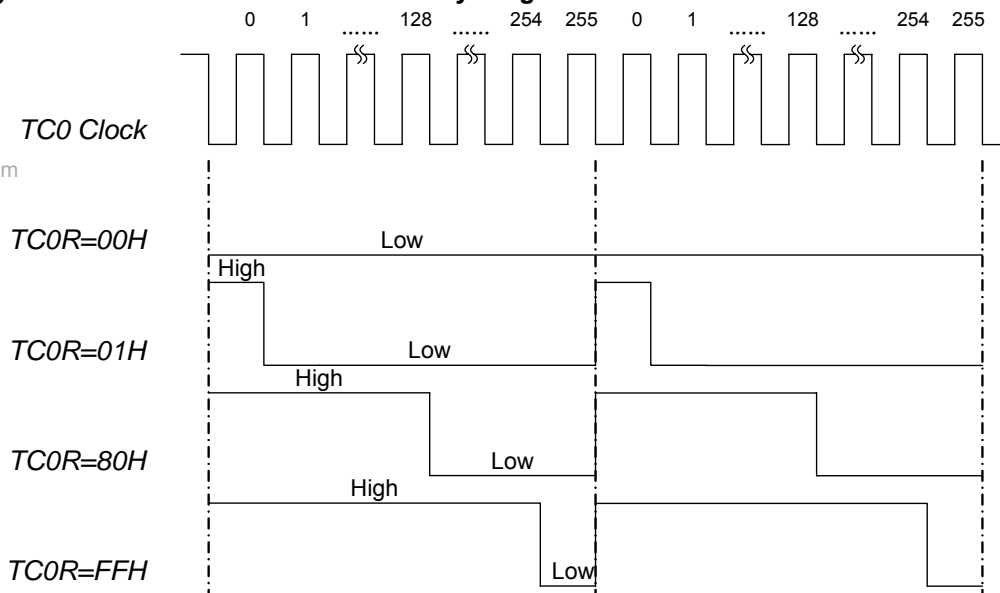 0 1 ...... 128 ...... 254 255 0 1 ...... 128 ...... 254 255
TC0 Clock
m
TC0R=00H
Low
High
TC0R=01H
Low
High
TC0R=80H
Low
High
TC0R=FFH
Low